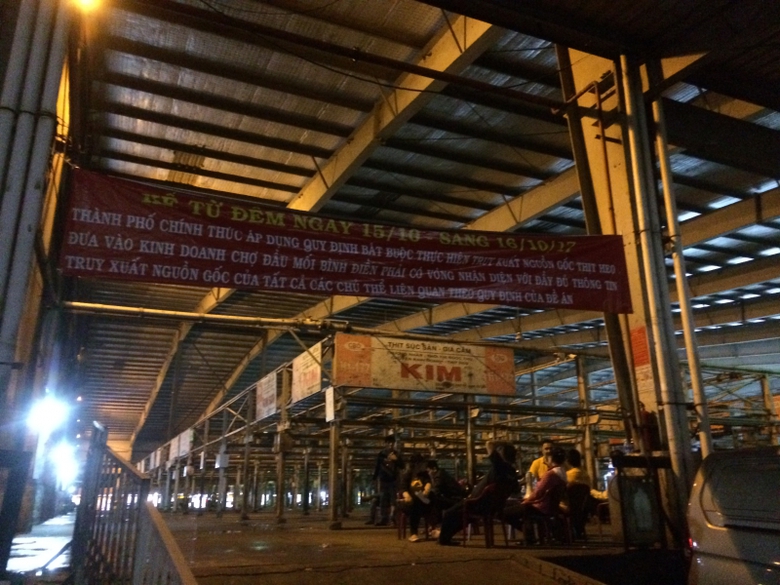 KỂ TỪ ĐÊM NGÀY 15/10 - SANG 16/10/17
THÀNH PHỐ CHÍNH THỨC ÁP DỤNG QUY ĐỊNH BẮT BUỘC THỰC HIỆN TRUY XUẤT NGUỒN GỐC THỊT HEO
ĐƯA VÀO KINH DOANH CHỢ ĐẦU MỐI BÌNH ĐIỀN PHẢI CÓ VÒNG NHẬN DIỆN VỚI ĐẦY ĐỦ THÔNG TIN
TRUY XUẤT NGUỒN GỐC CỦA TẤT CẢ CÁC CHỦ THỂ LIÊN QUAN THEO QUY ĐỊNH CỦA ĐỀ ÁN
THỊT SÚC SẢN - GIA CẦM
KIM